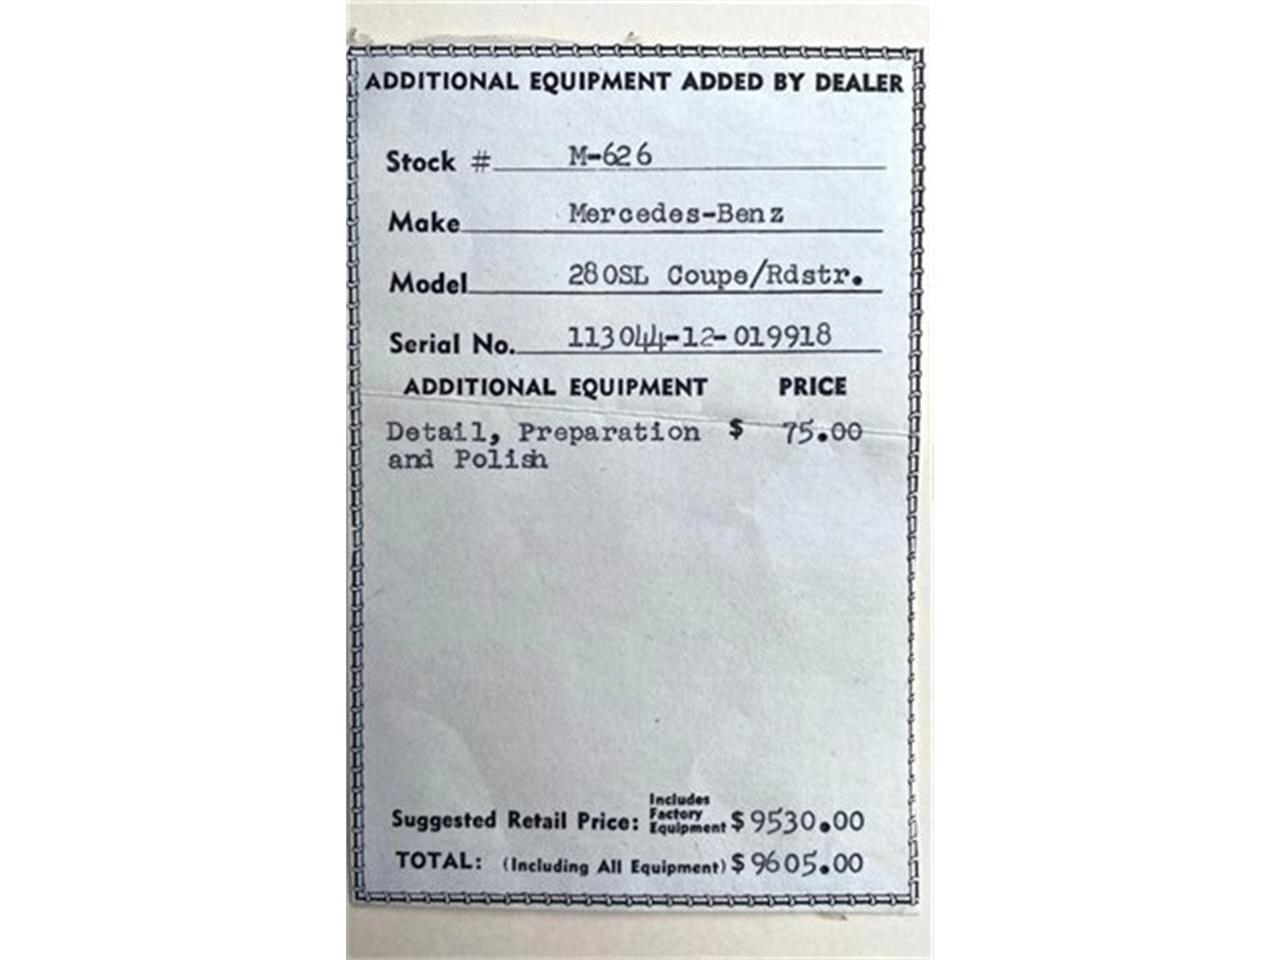 ADDITIONAL EQUIPMENT ADDED BY DEALER
Stock # M-626
Make Mercedes-Benz
Model 280SL Coupe/Rdstr.
Serial No. 113044-12-019918
ADDITIONAL EQUIPMENT PRICE
Detail, Preparation $ 75.00
and Polish
Suggested Retail Price: Includes Factory Equipment $ 9530.00
TOTAL: (Including All Equipment) $ 9605.00